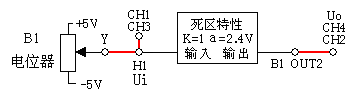 +5V
B1
电位器
-5V
Y
CH1
CH3
H1
Ui
死区特性
K=1 a=2.4V
输入 输出
B1 OUT2
Uo
CH4
CH2